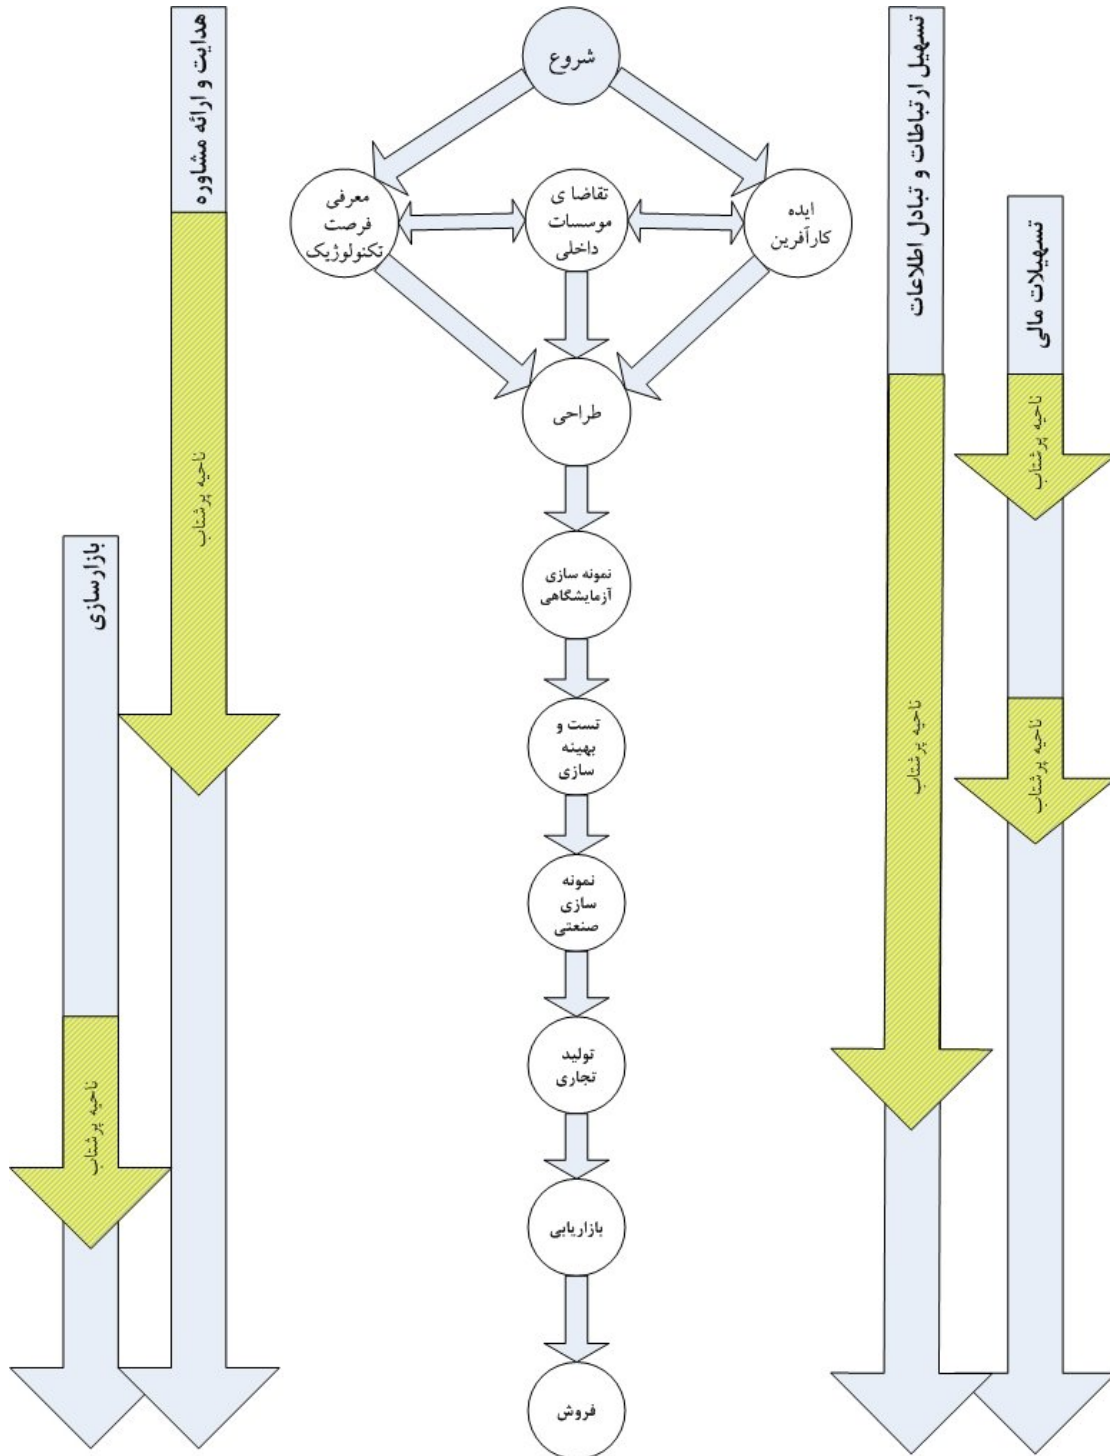 شروع
ایده
کارآفرین
تقاضا ی
موسسات
داخلی
معرفی
فرصت
تکنولوژیک
طراحی
نمونه سازی
آزمایشگاهی
تست و
بهینه
سازی
نمونه
سازی
صنعتی
تولید
تجاری
بازاریابی
فروش
تسهیلات مالی
ناحیه پرشتاب
ناحیه پرشتاب
تسهیل ارتباطات و تبادل اطلاعات
ناحیه پرشتاب
هدایت و ارائه مشاوره
ناحیه پرشتاب
بازارسازی
ناحیه پرشتاب